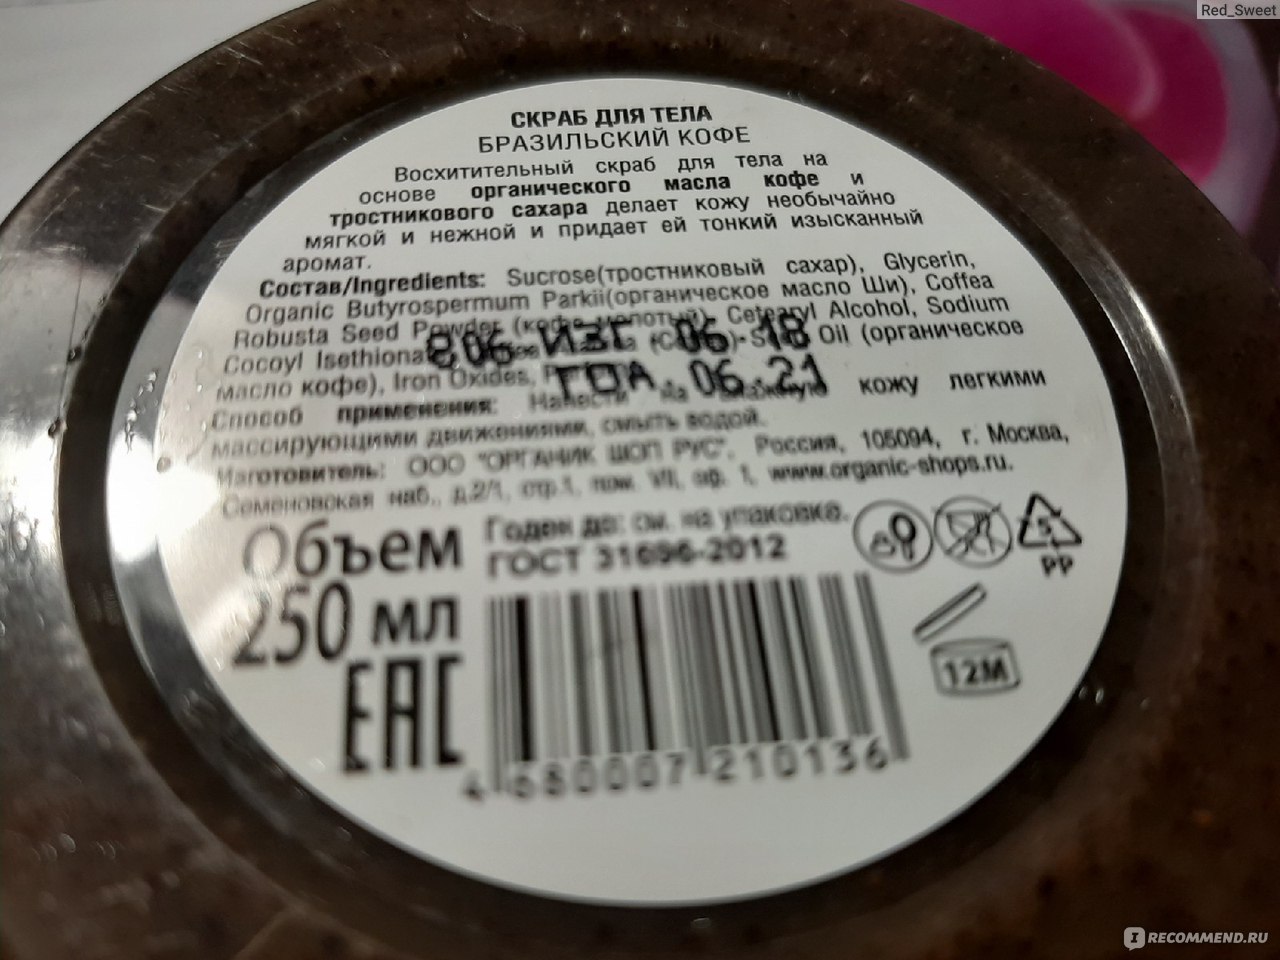 Red_Sweet
СКРАБ ДЛЯ ТЕЛА
БРАЗИЛЬСКИЙ КОФЕ
Восхитительный скраб для тела на
основе органического масла кофе и
тростникового сахара делает кожу необычайно
мягкой и нежной и придает ей тонкий изысканный
аромат.
Состав/Ingredients: Sucrose(тростниковый сахар), Glycerin,
Organic Butyrospermum Parkii(органическое масло Ши), Coffea
Robusta Seed Powder (кофе молотый), Cetearyl Alcohol, Sodium
Cocoyl Oil (органическое
масло кофе), Iron Oxides,
806 ИЗГ. 06.18
ГОД. 06.21
Способ применения: Нанести на кожу легкими
массирующими движениями, смыть водой.
Изготовитель: ООО "ОРГАНИК ШОП РУС". Россия, 105094, г. Москва,
Семеновская наб., д.2/1, стр.1, пом. VII, оф. 1, www.organic-shops.ru.
Годен до: см. на упаковке.
ГОСТ 31696-2012
Объем
250 мл
ЕАС
5
PP
12M
4 680007 210136
IRECOMMEND.RU